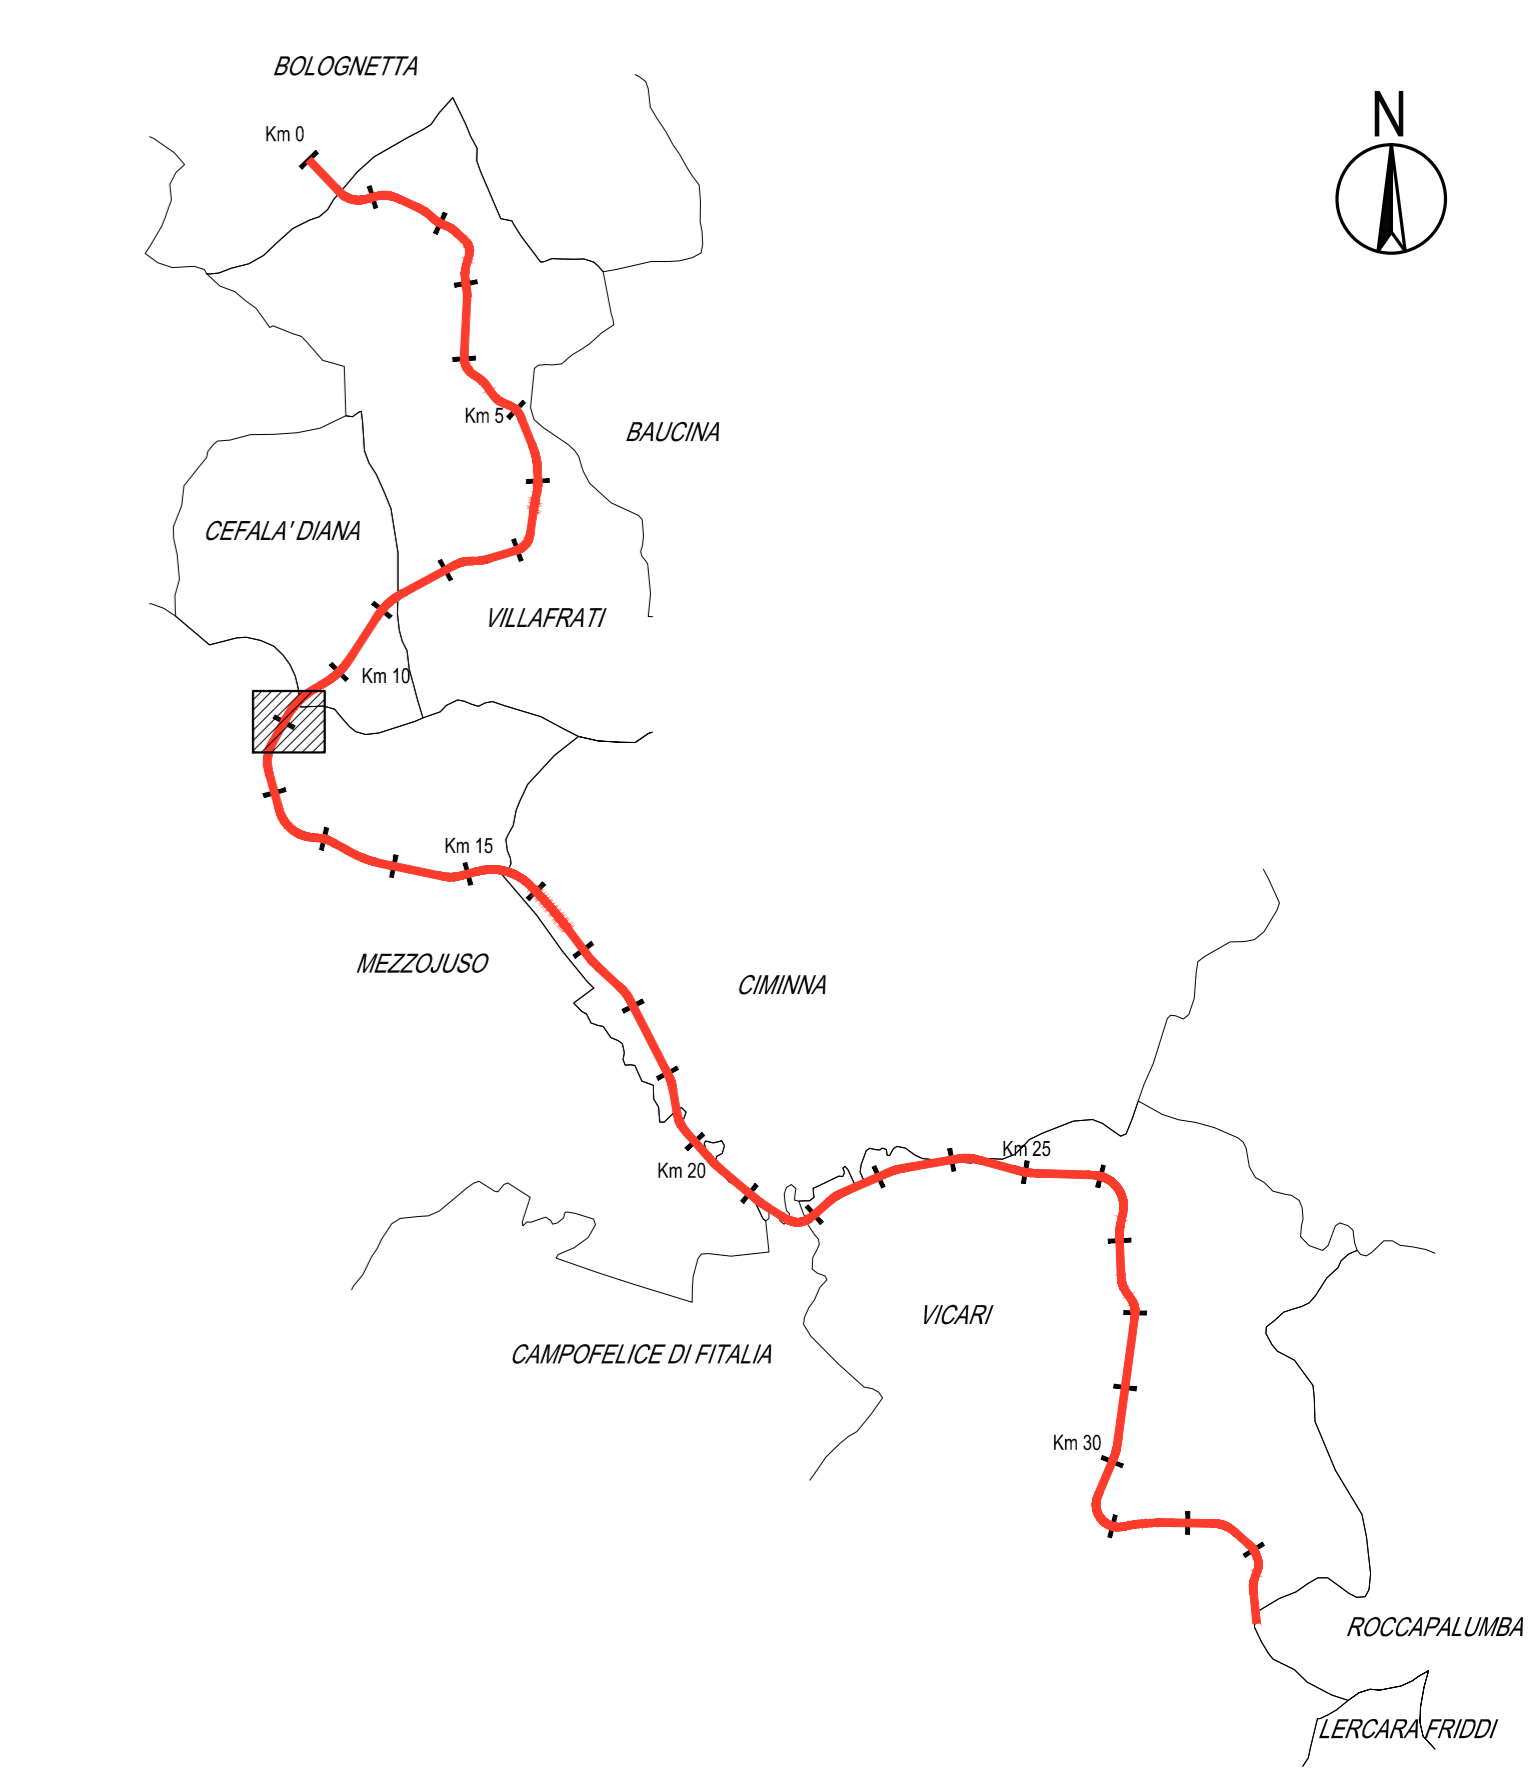 BOLOGNETTA
N
Km 0
Km 5
BAUCINA
CEFALA' DIANA
VILLAFRATI
Km 10
Km 15
MEZZOJUSO
CIMINNA
Km 25
Km 20
VICARI
CAMPOFELICE DI FITALIA
Km 30
ROCCAPALUMBA
LERCARA FRIDDI